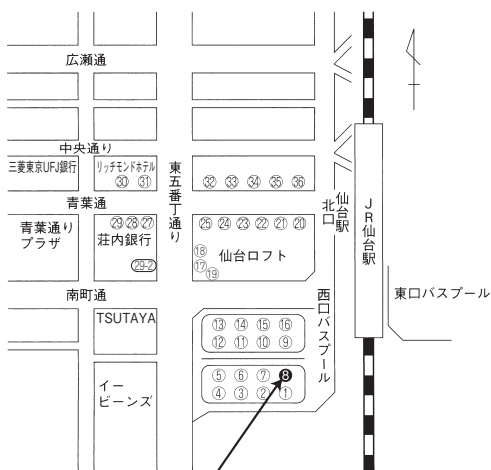 広瀬通
中央通り
三菱東京UFJ銀行
リッチモンドホテル
㉚ ㉛
東五番丁通り
㉜ ㉝ ㉞ ㉟ ㊱
北口
仙台駅
JR仙台駅
青葉通
青葉通り
プラザ
㉙ ㉘ ㉗
荘内銀行
29-2
㉕ ㉔ ㉓ ㉒ ㉑ ⑳
⑱
⑰
⑲
仙台ロフト
南町通
西口バスプール
東口バスプール
TSUTAYA
⑬ ⑭ ⑮ ⑯
⑫ ⑪ ⑩ ⑨
イー
ビーンズ
⑤ ⑥ ⑦ ❽
④ ③ ② ①